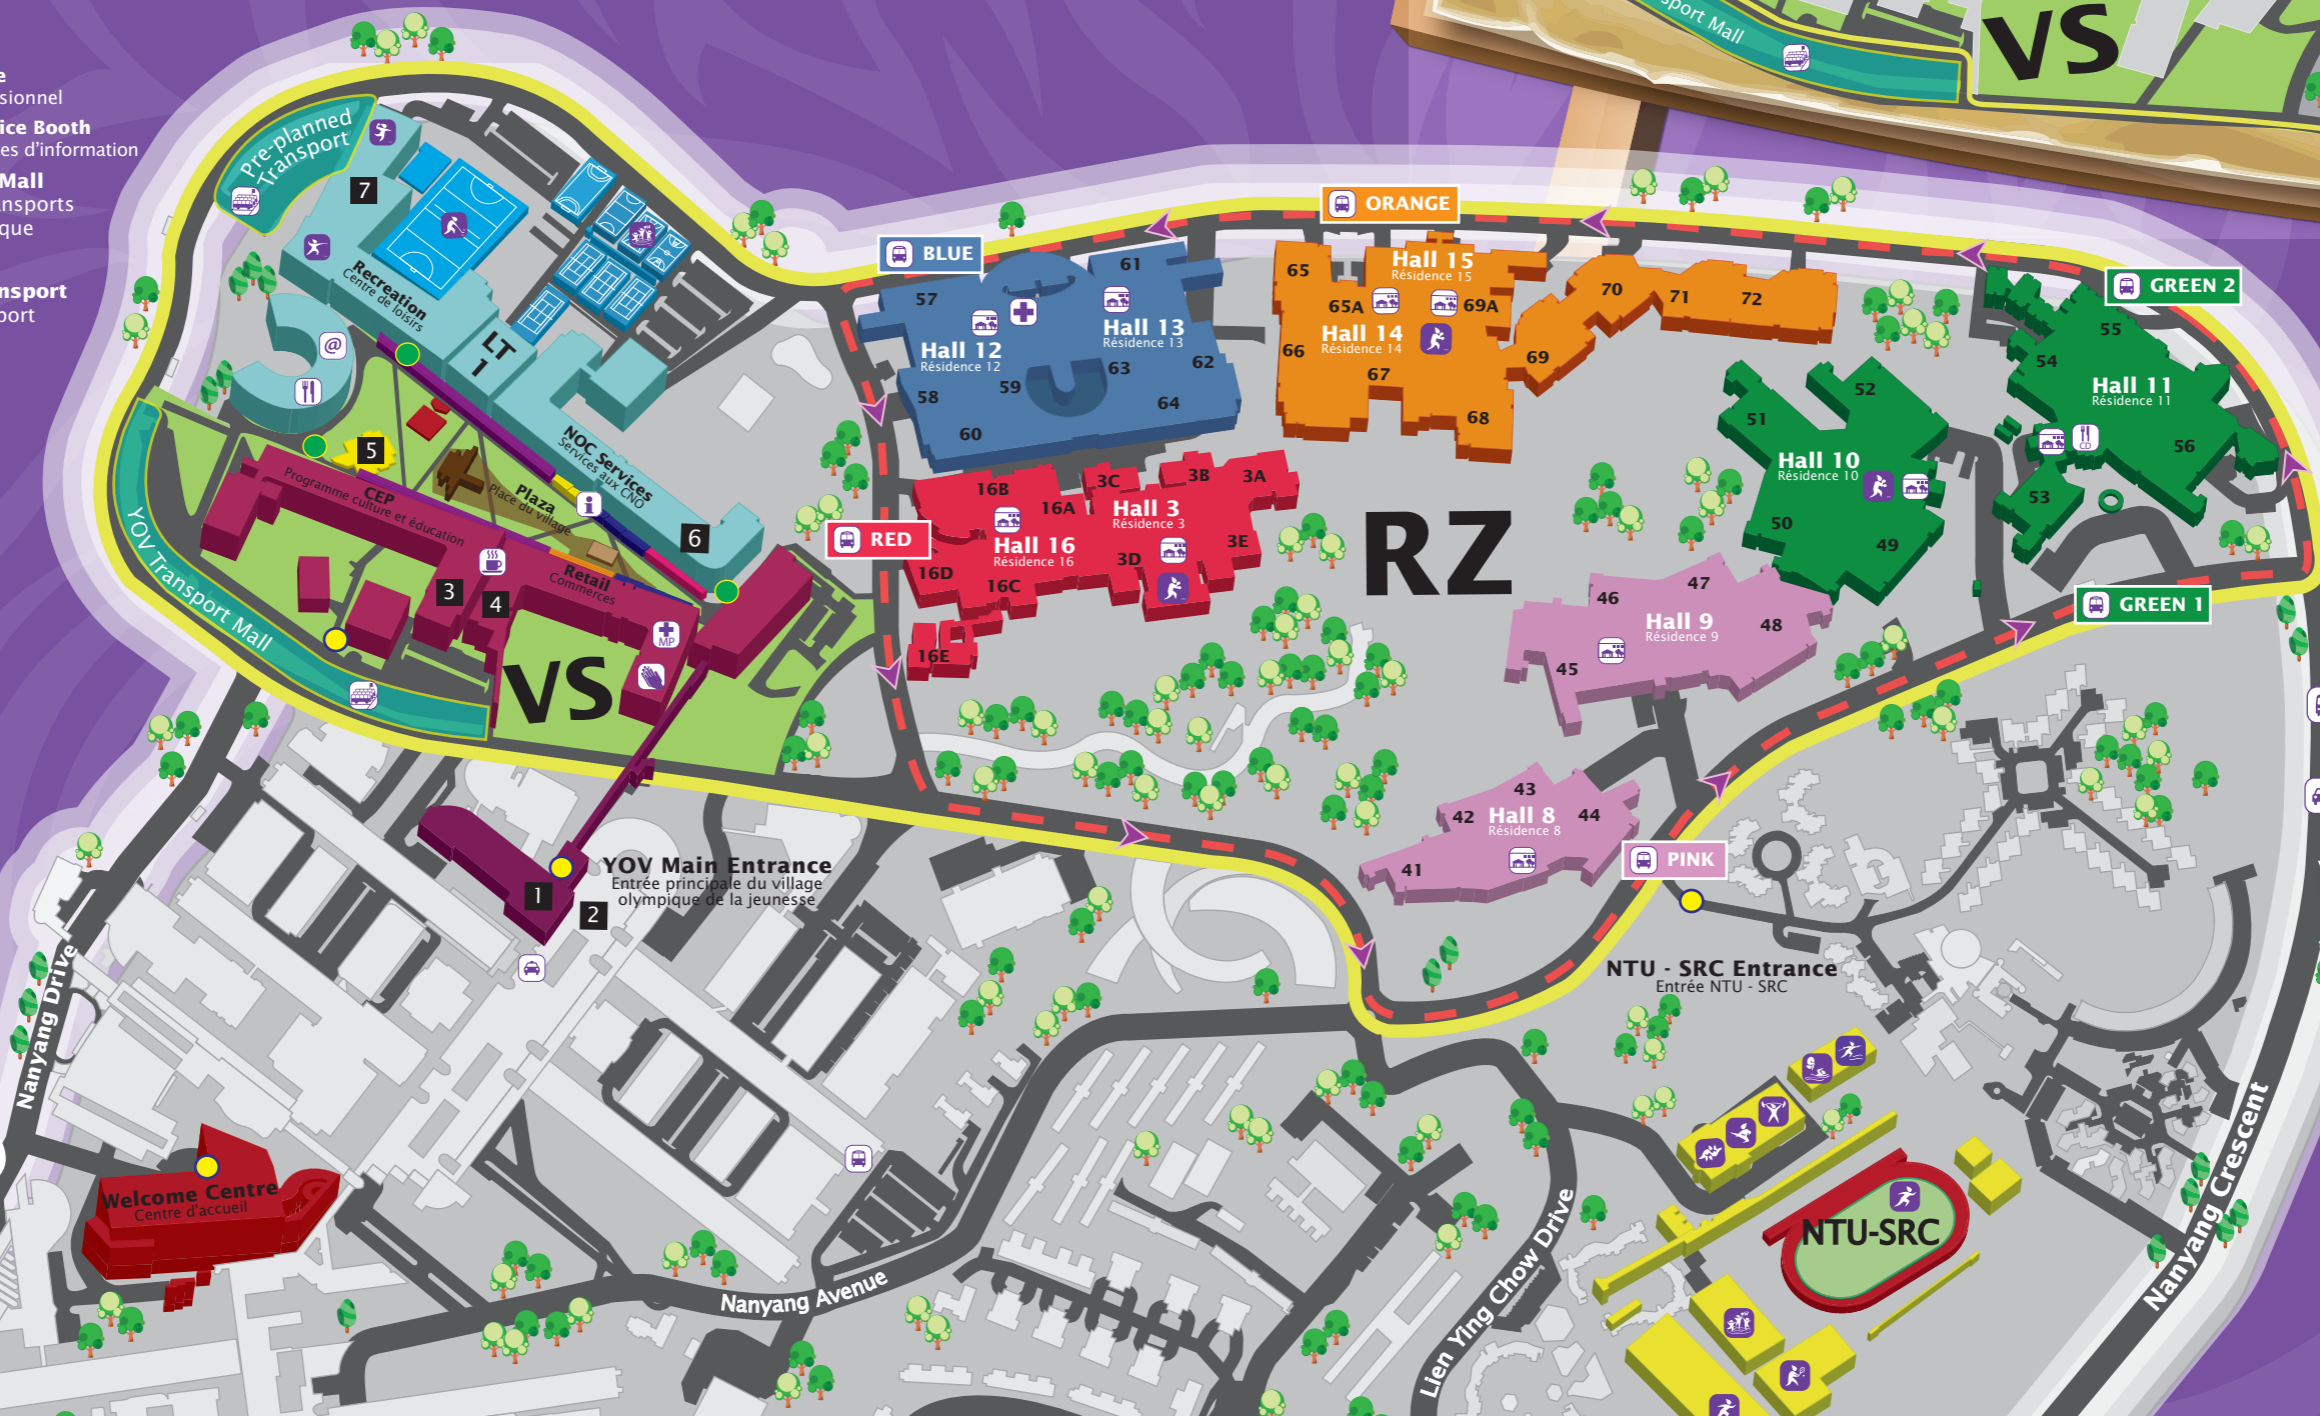 e
sionnel
ice Booth
es d'information
Mall
ansports
que
nsport
port
sport Mall
VS
Pre-planned
Transport
7
Recreation
Centre de loisirs
LT
1
@
NOC Services
Services aux CNO
5
CEP
Programme culture et éducation
Plaza
Place du village
i
6
Retail
Commerces
3
4
MP
YOV Transport Mall
VS
YOV Main Entrance
Entrée principale du village
olympique de la jeunesse
1
2
Nanyang Drive
Welcome Centre
Centre d'accueil
Nanyang Avenue
BLUE
57
61
Hall 13
Résidence 13
Hall 12
Résidence 12
58
59
63
62
64
60
ORANGE
65
Hall 15
Résidence 15
65A
69A
Hall 14
Résidence 14
66
67
68
69
70
71
72
RED
16B
16A
3C
3B
3A
Hall 3
Résidence 3
Hall 16
Résidence 16
3D
3E
16D
16C
16E
RZ
GREEN 2
55
54
Hall 11
Résidence 11
CD
56
53
52
51
Hall 10
Résidence 10
50
49
GREEN 1
47
46
Hall 9
Résidence 9
48
45
43
42
Hall 8
Résidence 8
44
41
PINK
NTU - SRC Entrance
Entrée NTU - SRC
NTU-SRC
Lien Ying Chow Drive
Nanyang Crescent